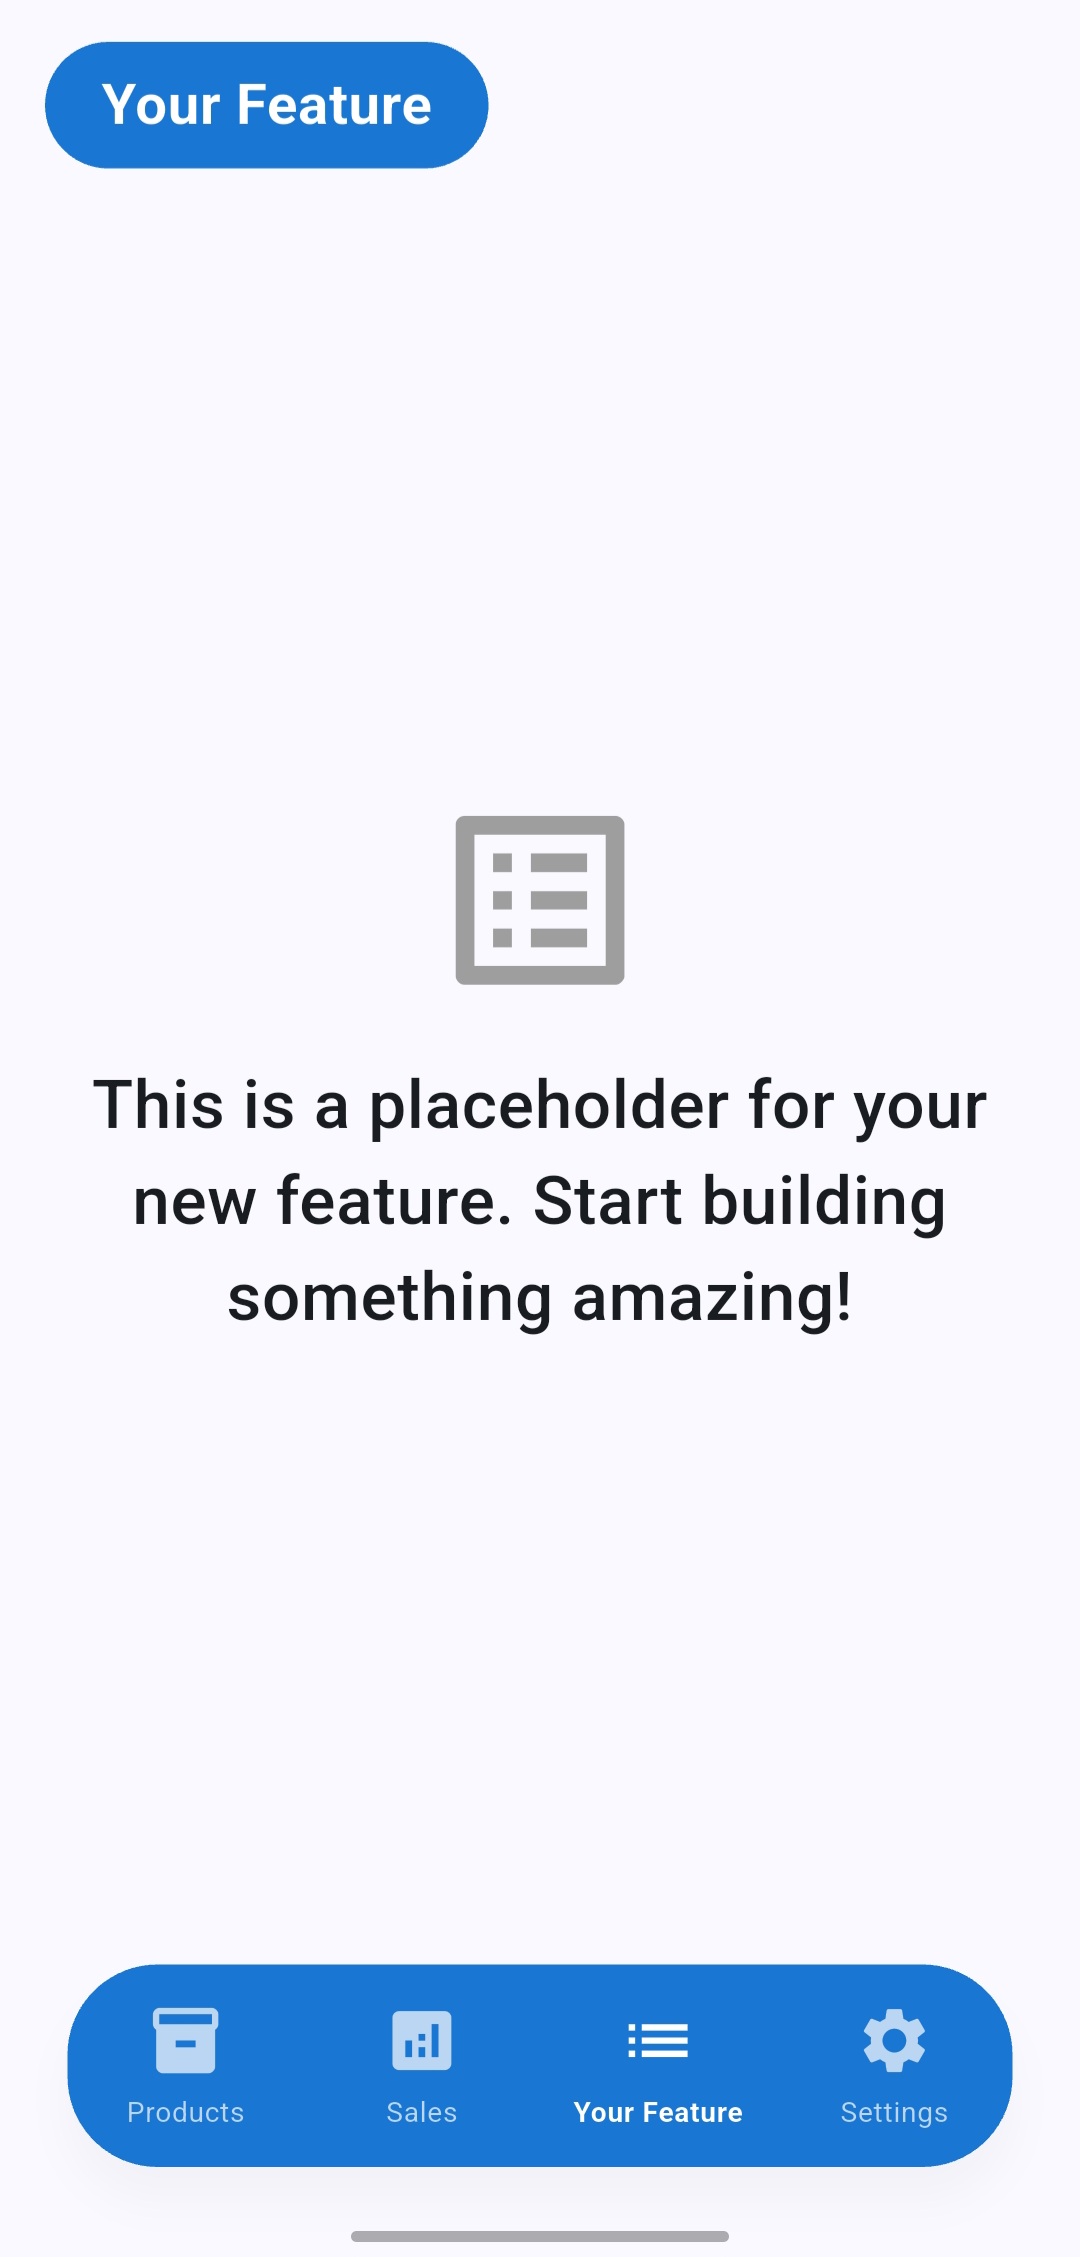 Your Feature
This is a placeholder for your
new feature. Start building
something amazing!
Products
Sales
Your Feature
Settings